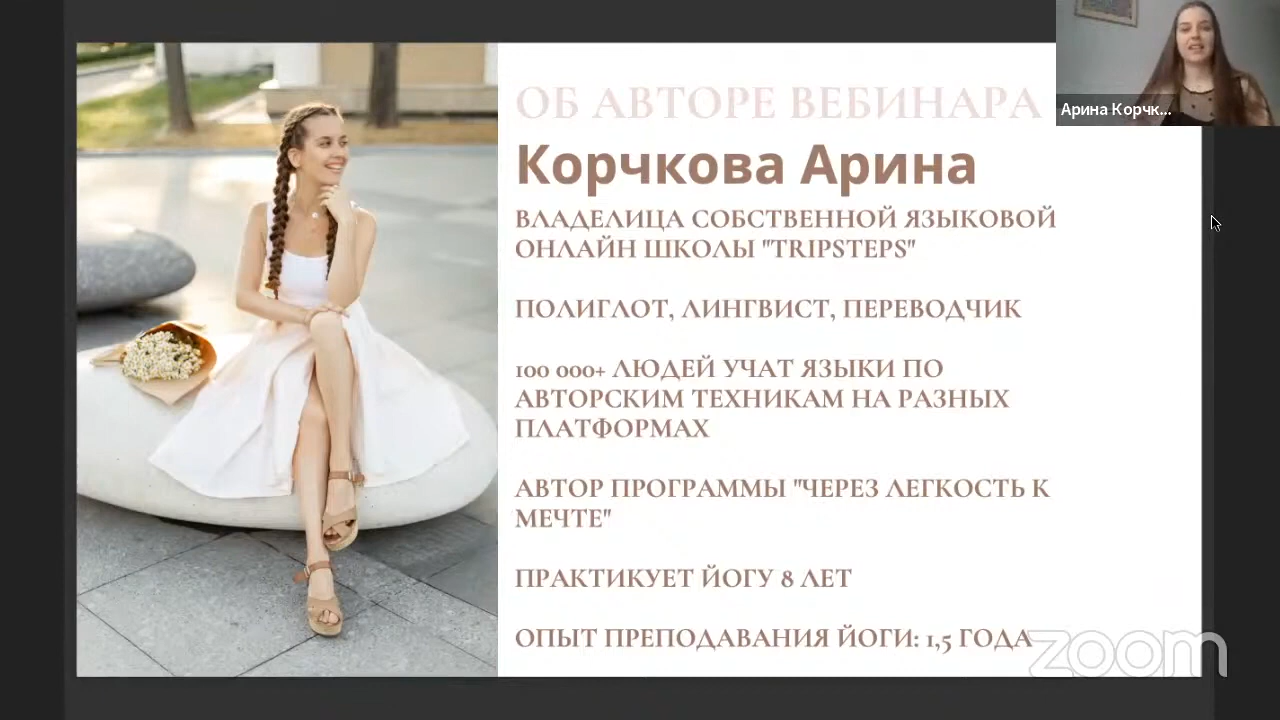 ОБ АВТОРЕ ВЕБИНАРА
Арина Корчк...
Корчкова Арина
ВЛАДЕЛИЦА СОБСТВЕННОЙ ЯЗЫКОВОЙ
ОНЛАЙН ШКОЛЫ "TRIPSTEPS"
ПОЛИГЛОТ, ЛИНГВИСТ, ПЕРЕВОДЧИК
100 000+ ЛЮДЕЙ УЧАТ ЯЗЫКИ ПО
АВТОРСКИМ ТЕХНИКАМ НА РАЗНЫХ
ПЛАТФОРМАХ
АВТОР ПРОГРАММЫ "ЧЕРЕЗ ЛЕГКОСТЬ К
МЕЧТЕ"
ПРАКТИКУЕТ ЙОГУ 8 ЛЕТ
ОПЫТ ПРЕПОДАВАНИЯ ЙОГИ: 1,5 ГОДА
zoom